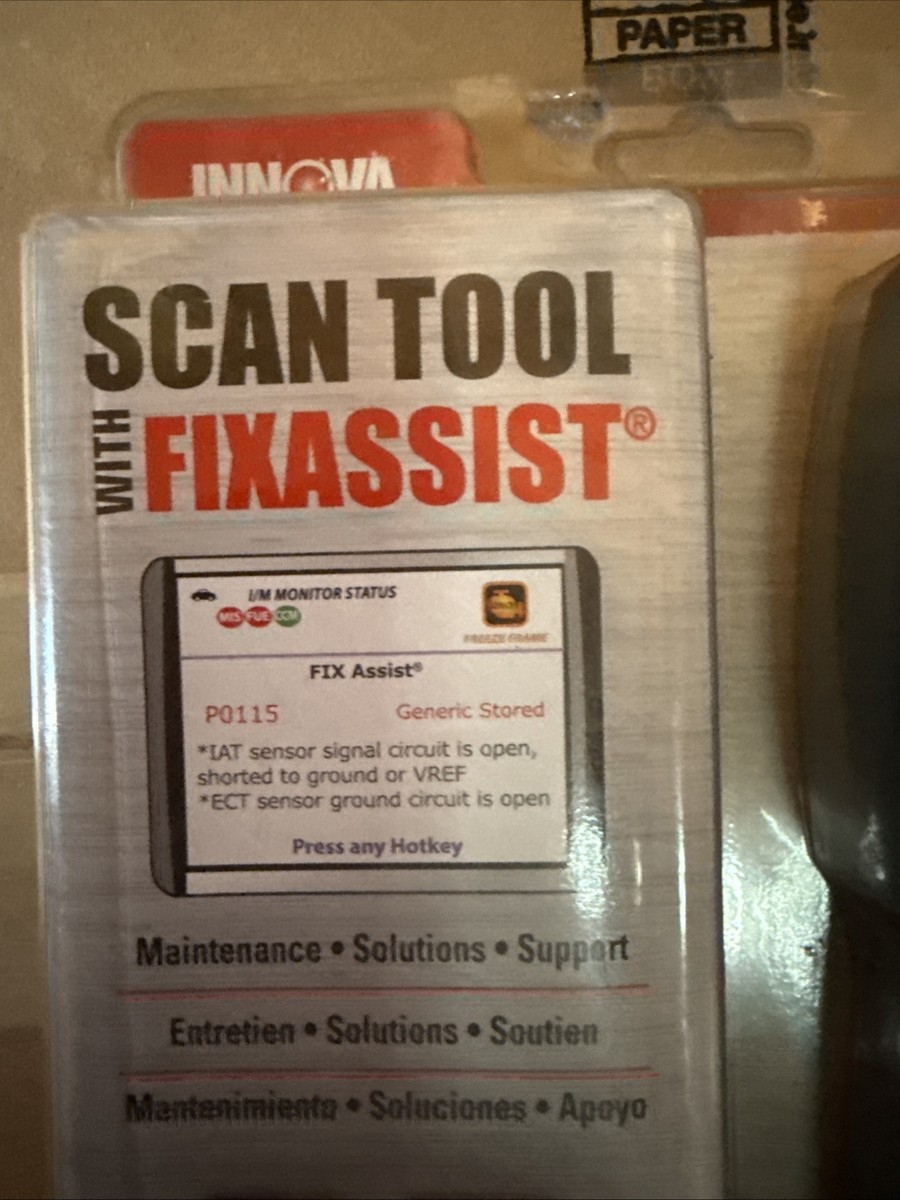 PAPER
INNOVA
SCAN TOOL
WITH FIXASSIST®
I/M MONITOR STATUS
MIS FUE CCM
FREEZE FRAME
FIX Assist®
P0115 Generic Stored
*IAT sensor signal circuit is open,
shorted to ground or VREF
*ECT sensor ground circuit is open
Press any Hotkey
Maintenance • Solutions • Support
Entretien • Solutions • Soutien
Mantenimiento • Soluciones • Apoyo